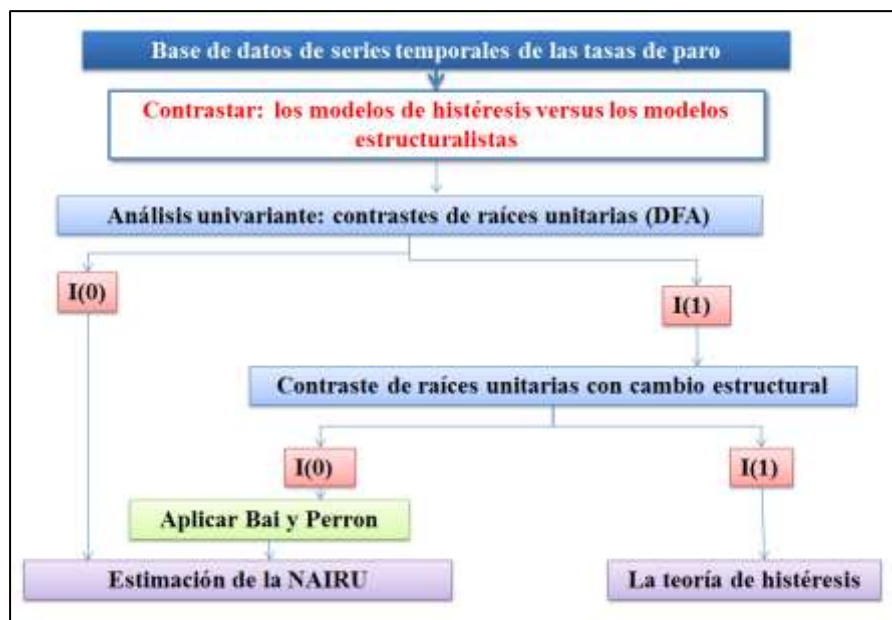 Base de datos de series temporales de las tasas de paro
Contrastar: los modelos de histéresis versus los modelos
estructuralistas
Análisis univariante: contrastes de raíces unitarias (DFA)
I(0)
I(1)
Contraste de raíces unitarias con cambio estructural
I(0)
I(1)
Aplicar Bai y Perron
Estimación de la NAIRU
La teoría de histéresis